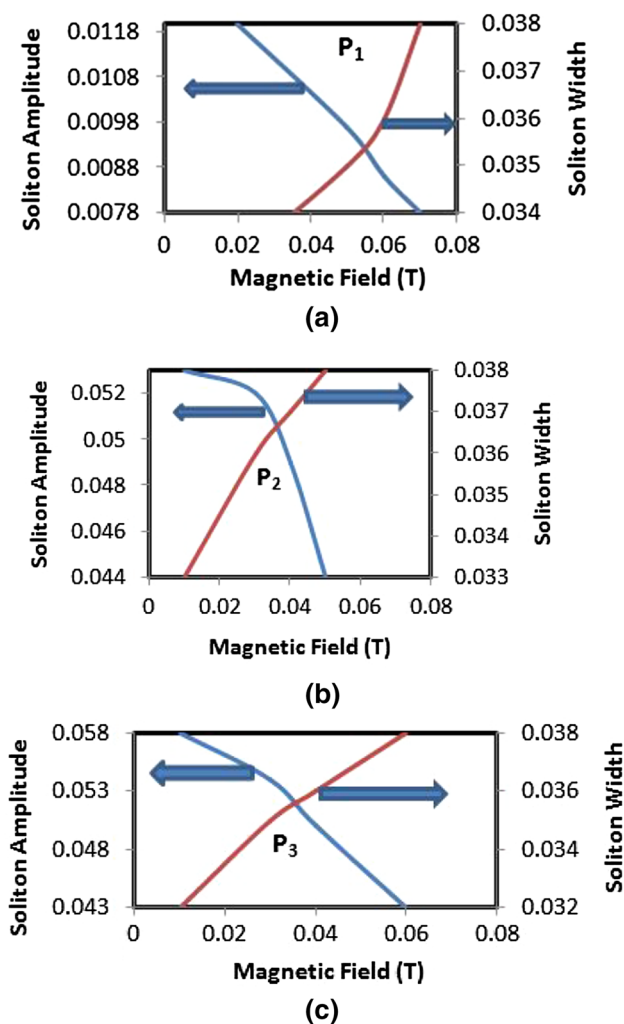 0.0118
0.0108
0.0098
0.0088
0.0078
Soliton Amplitude
P1
0.038
0.037
0.036
0.035
0.034
Soliton Width
0 0.02 0.04 0.06 0.08
Magnetic Field (T)
(a)
0.052
0.05
0.048
0.046
0.044
Soliton Amplitude
P2
0.038
0.037
0.036
0.035
0.034
0.033
Soliton Width
0 0.02 0.04 0.06 0.08
Magnetic Field (T)
(b)
0.058
0.053
0.048
0.043
Soliton Amplitude
P3
0.038
0.036
0.034
0.032
Soliton Width
0 0.02 0.04 0.06 0.08
Magnetic Field (T)
(c)